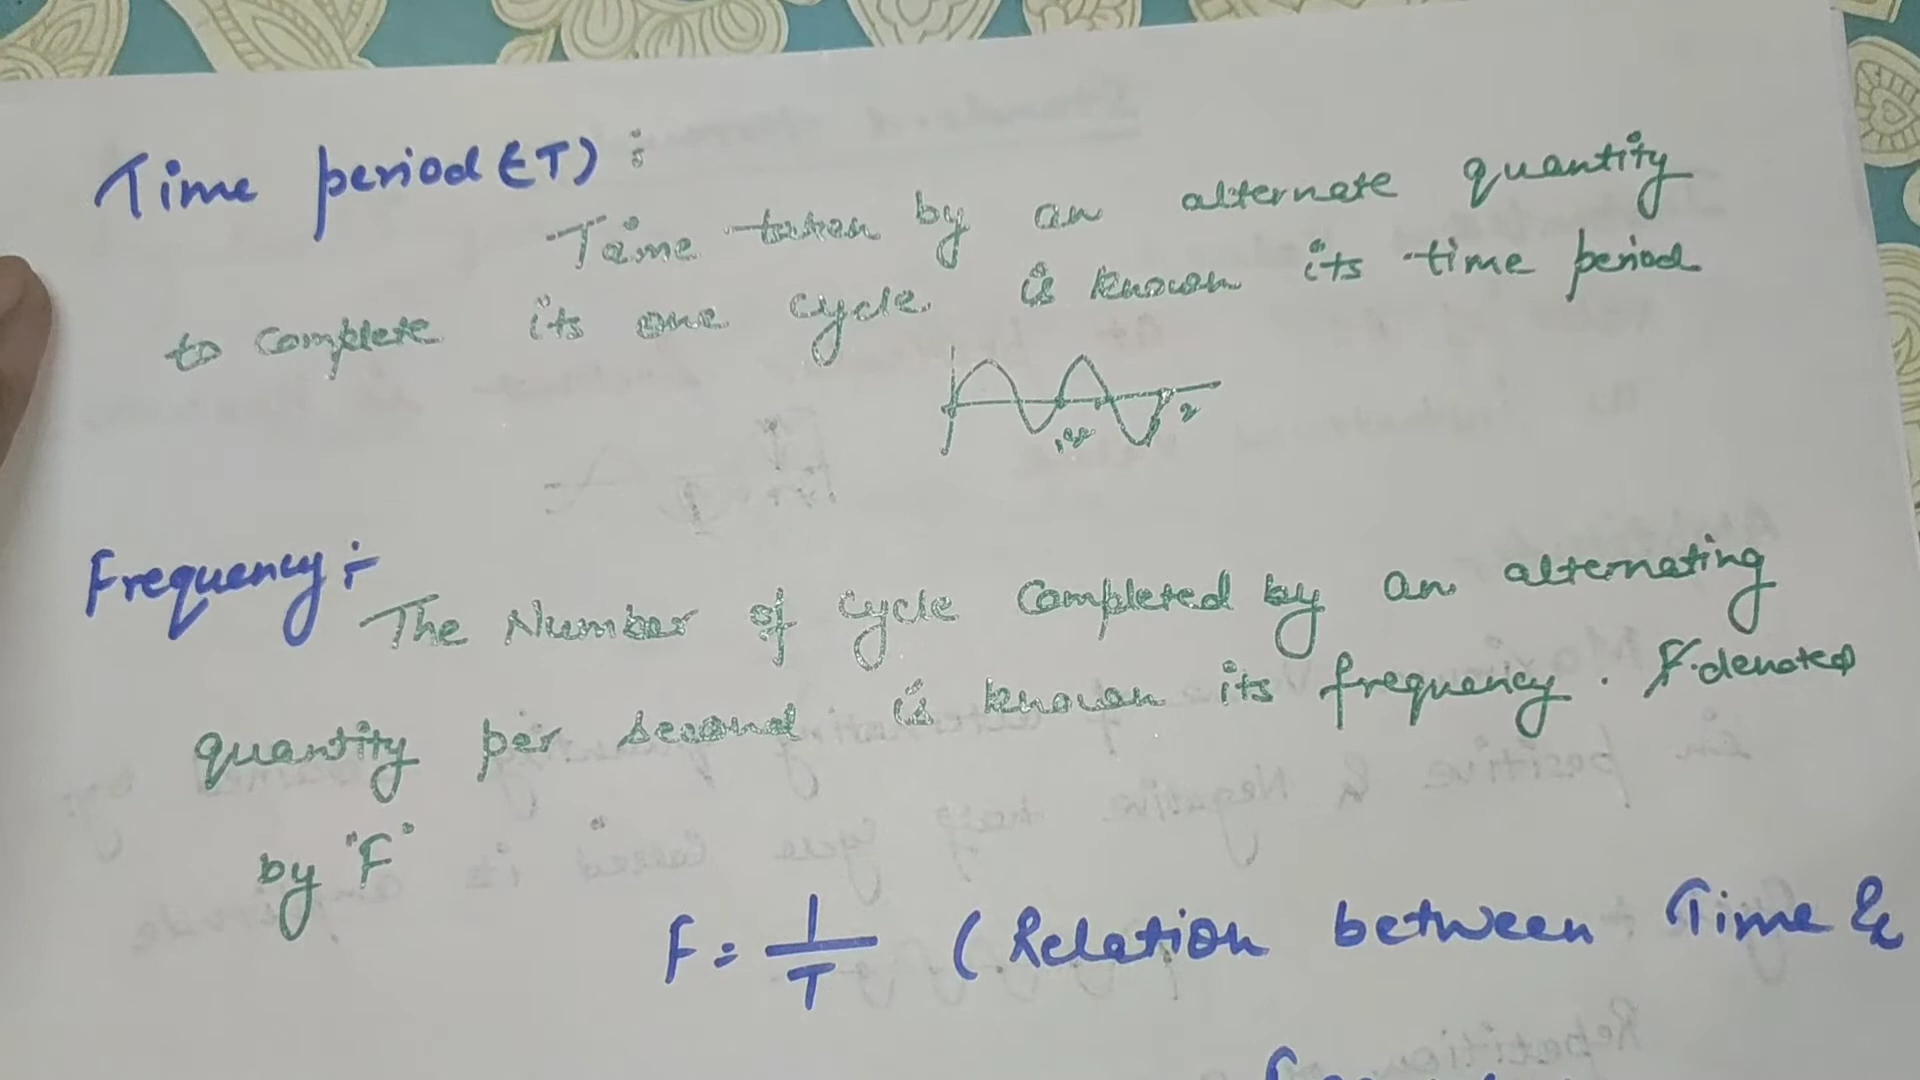 Time period (T) :
Time taken by an alternate quantity
to complete its one cycle is known its time period
2
Frequency :-
The Number of cycle completed by an alternating
quantity per second is known its frequency. F denoted
by "F"
F = 1/T (Relation between Time &